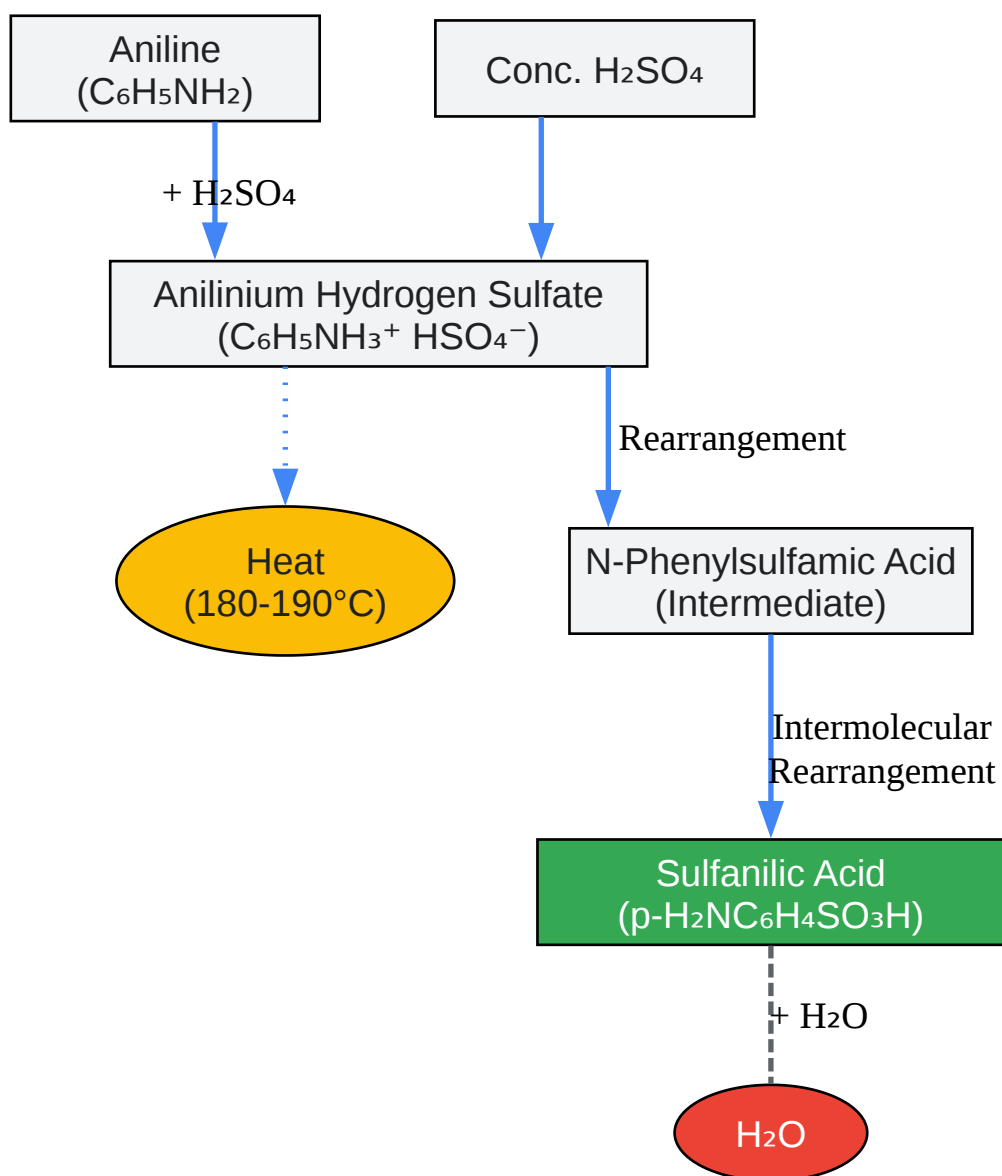 Aniline
(C₆H₅NH₂)
Conc. H₂SO₄
+ H₂SO₄
Anilinium Hydrogen Sulfate
(C₆H₅NH₃⁺ HSO₄⁻)
Rearrangement
Heat
(180-190°C)
N-Phenylsulfamic Acid
(Intermediate)
Intermolecular
Rearrangement
Sulfanilic Acid
(p-H₂NC₆H₄SO₃H)
+ H₂O
H₂O